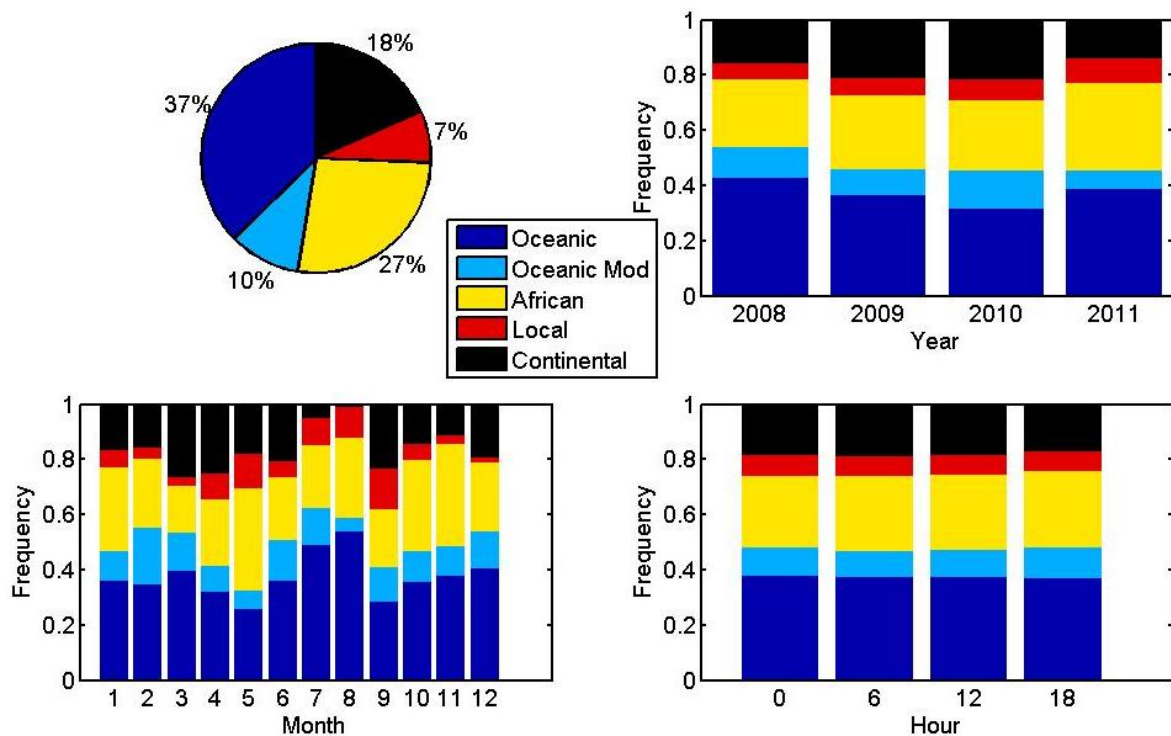 18%
37%
7%
10%
27%
Oceanic
Oceanic Mod
African
Local
Continental
1
0.8
0.6
0.4
0.2
0
Frequency
2008 2009 2010 2011
Year
1
0.8
0.6
0.4
0.2
0
Frequency
1 2 3 4 5 6 7 8 9 10 11 12
Month
1
0.8
0.6
0.4
0.2
0
Frequency
0 6 12 18
Hour